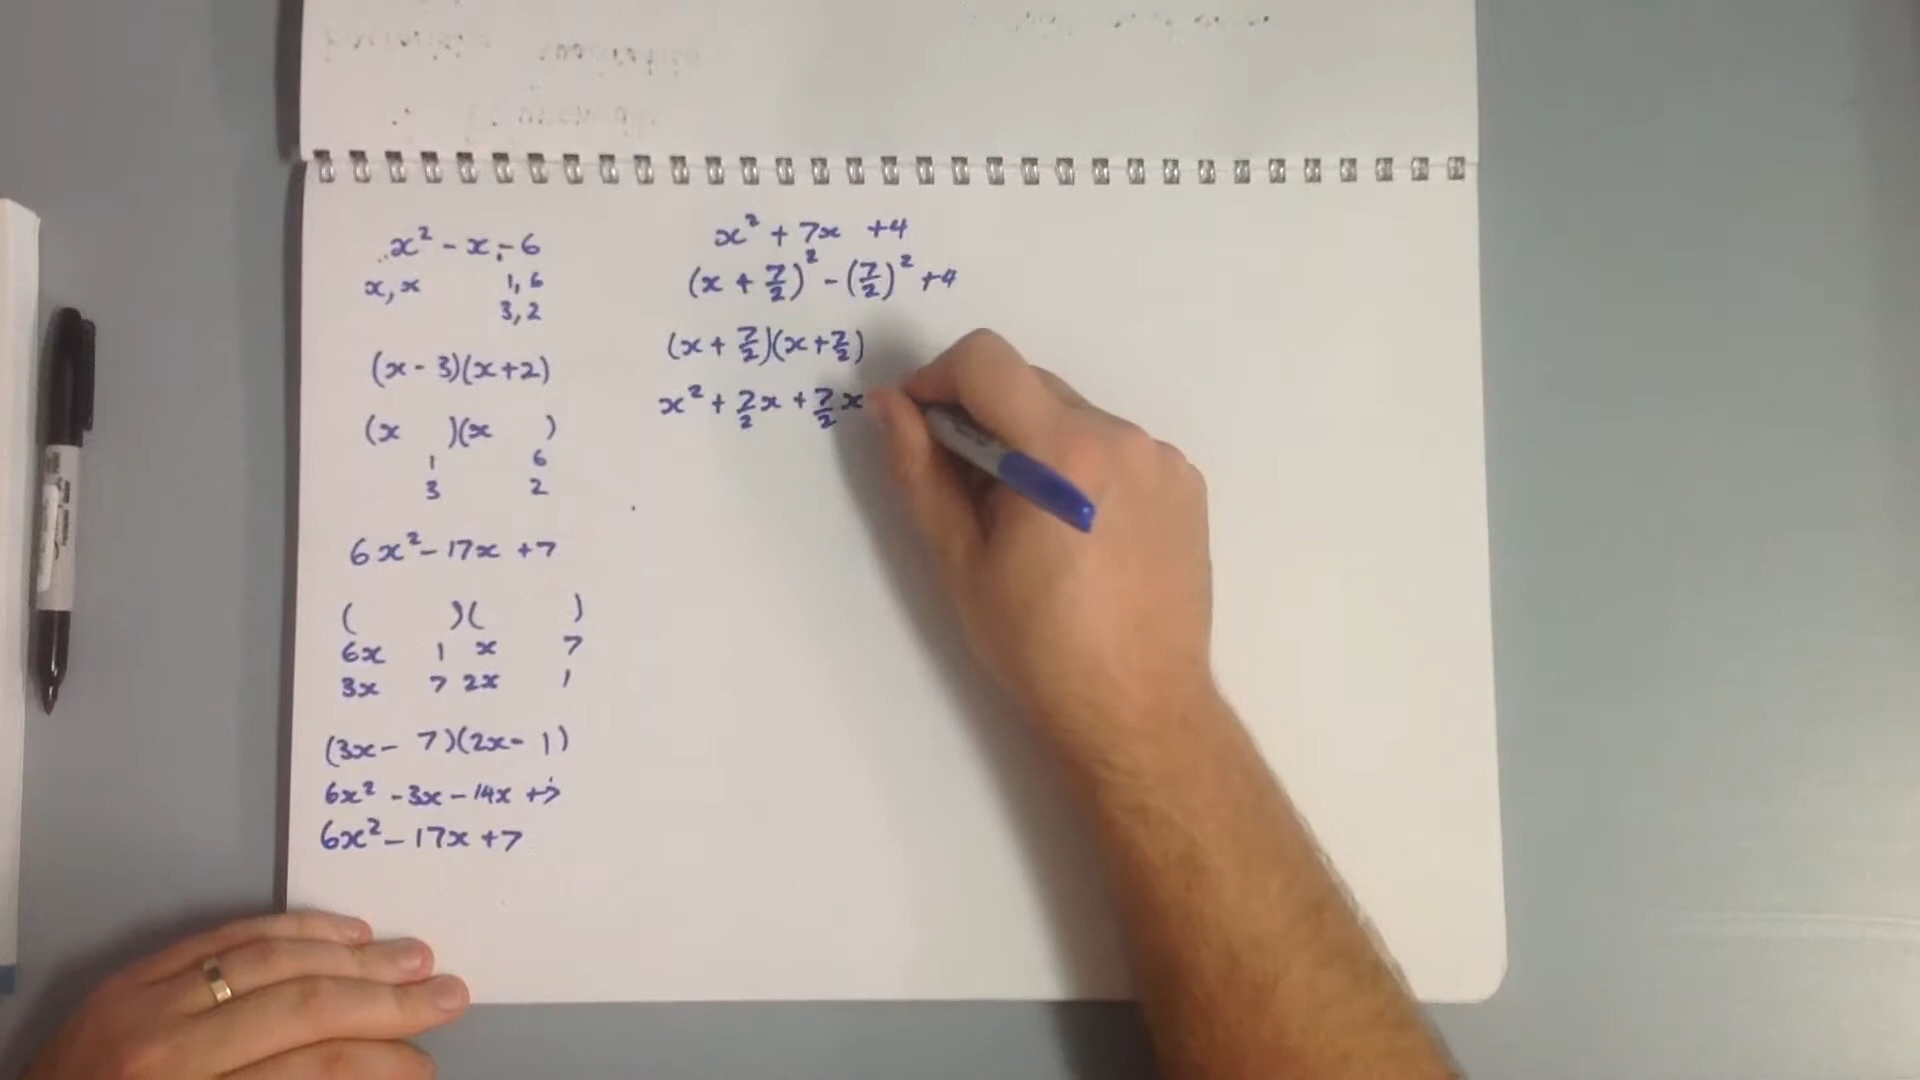 x² - x - 6
x, x 1, 6
3, 2
(x - 3)(x + 2)
(x )(x )
1 6
3 2
6x² - 17x + 7
( )( )
6x 1 x 7
3x 7 2x 1
(3x - 7)(2x - 1)
6x² - 3x - 14x + 7
6x² - 17x + 7
x² + 7x + 4
(x + 7/2)² - (7/2)² + 4
(x + 7/2)(x + 7/2)
x² + 7/2x + 7/2x